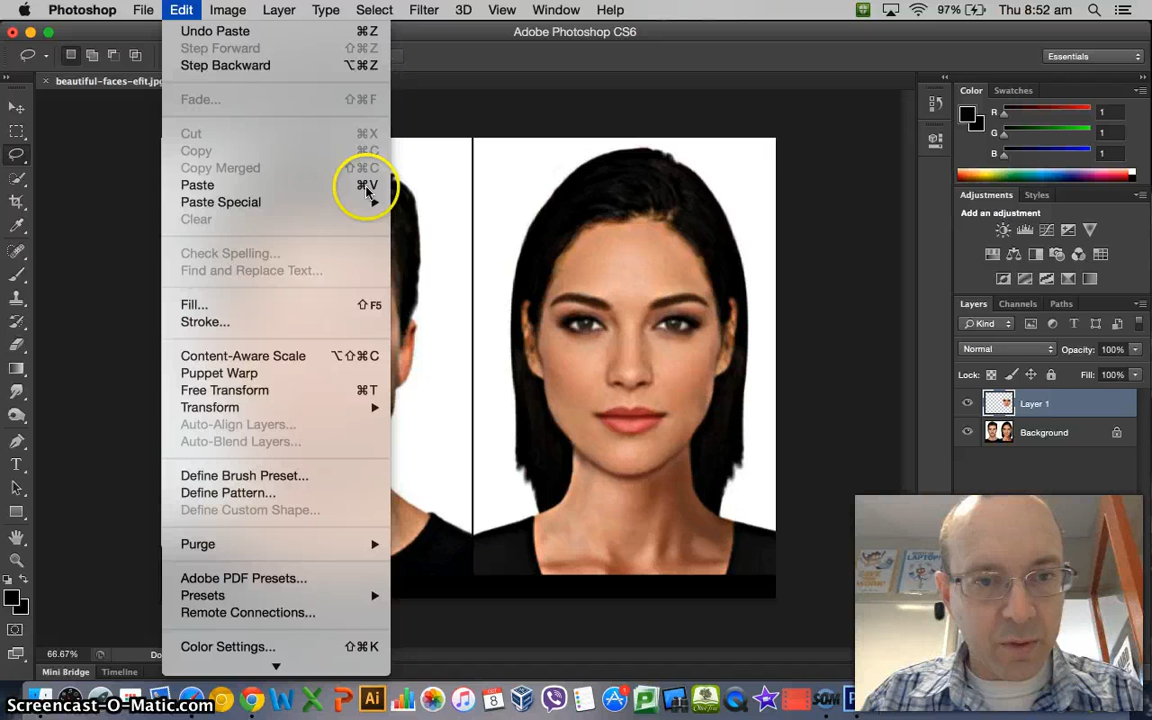 Photoshop File Edit Image Layer Type Select Filter 3D View Window Help 97% Thu 8:52 am
Adobe Photoshop CS6
Essentials
beautiful-faces-efit.jpg
Undo Paste ⌘Z
Step Forward ⇧⌘Z
Step Backward ⌥⌘Z
Fade... ⇧⌘F
Cut ⌘X
Copy ⌘C
Copy Merged ⇧⌘C
Paste ⌘V
Paste Special
Clear
Check Spelling...
Find and Replace Text...
Fill... ⇧F5
Stroke...
Content-Aware Scale ⌥⇧⌘C
Puppet Warp
Free Transform ⌘T
Transform
Auto-Align Layers...
Auto-Blend Layers...
Define Brush Preset...
Define Pattern...
Define Custom Shape...
Purge
Adobe PDF Presets...
Presets
Remote Connections...
Color Settings... ⇧⌘K
Color Swatches
R 1
G 1
B 1
Adjustments Styles
Add an adjustment
Layers Channels Paths
Kind
Normal Opacity: 100%
Lock: Fill: 100%
Layer 1
Background
66.67% Do
Mini Bridge Timeline
Screencast-O-Matic.com